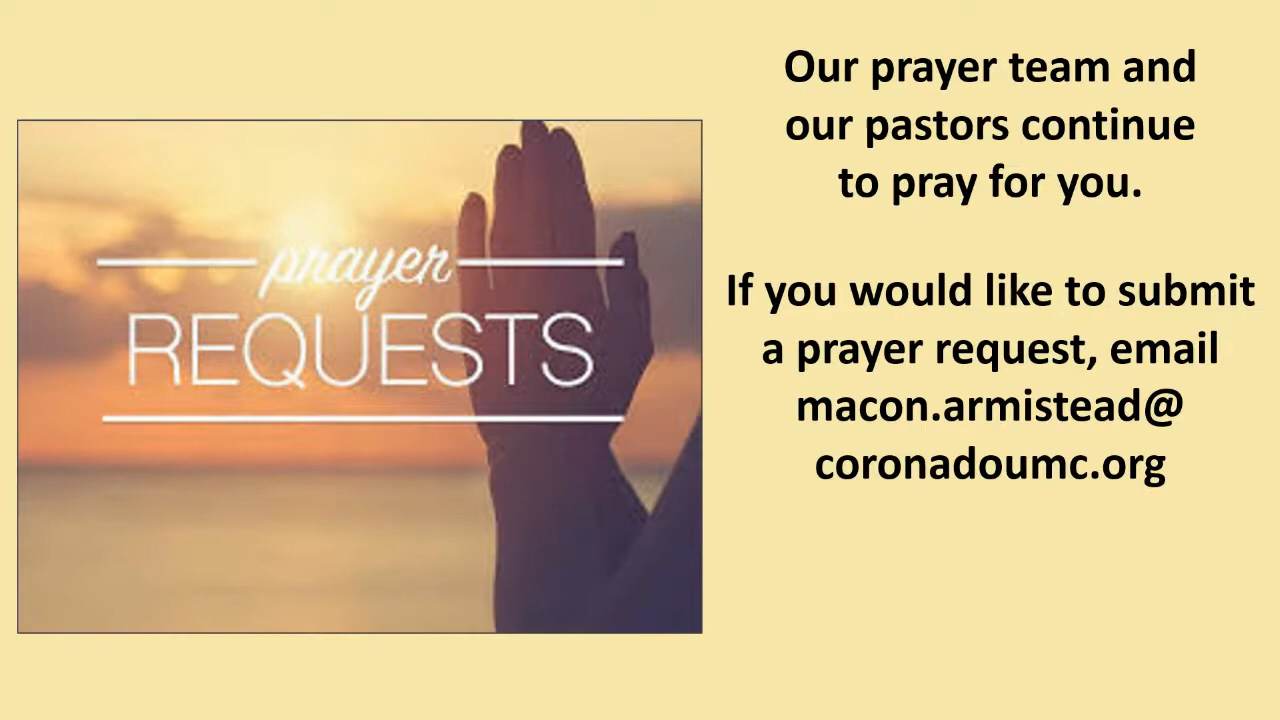 prayer
REQUESTS
Our prayer team and
our pastors continue
to pray for you.
If you would like to submit
a prayer request, email
macon.armistead@
coronadoumc.org